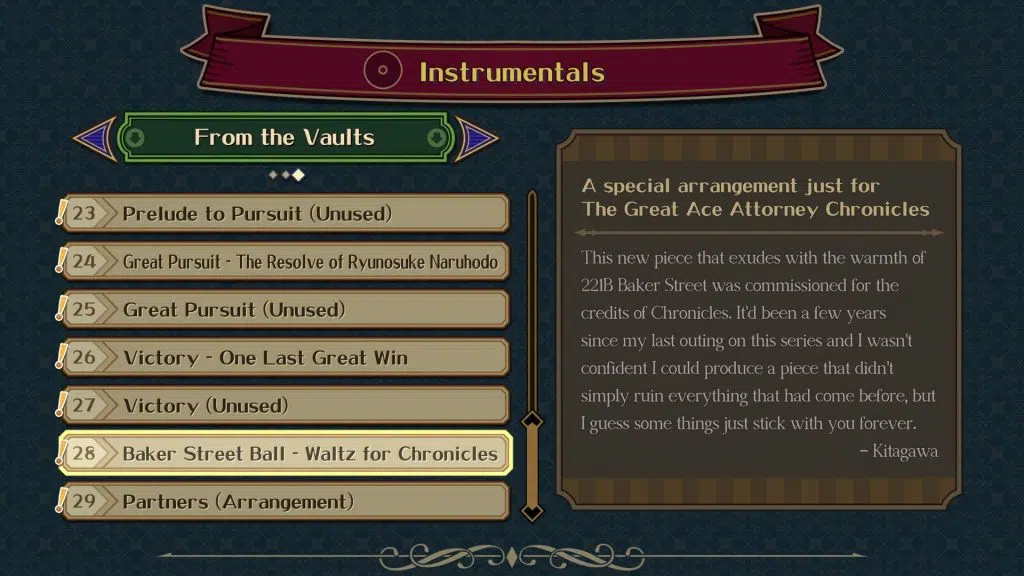 Instrumentals
From the Vaults
23 Prelude to Pursuit (Unused)
24 Great Pursuit - The Resolve of Ryunosuke Naruhodo
25 Great Pursuit (Unused)
26 Victory - One Last Great Win
27 Victory (Unused)
28 Baker Street Ball - Waltz for Chronicles
29 Partners (Arrangement)
A special arrangement just for
The Great Ace Attorney Chronicles
This new piece that exudes with the warmth of
221B Baker Street was commissioned for the
credits of Chronicles. It'd been a few years
since my last outing on this series and I wasn't
confident I could produce a piece that didn't
simply ruin everything that had come before, but
I guess some things just stick with you forever.
- Kitagawa